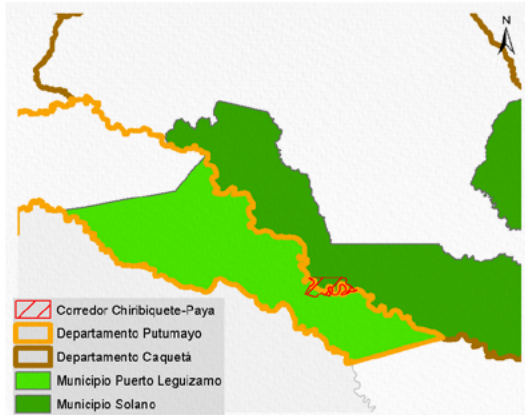 N
Corredor Chiribiquete-Paya
Departamento Putumayo
Departamento Caquetá
Municipio Puerto Leguizamo
Municipio Solano